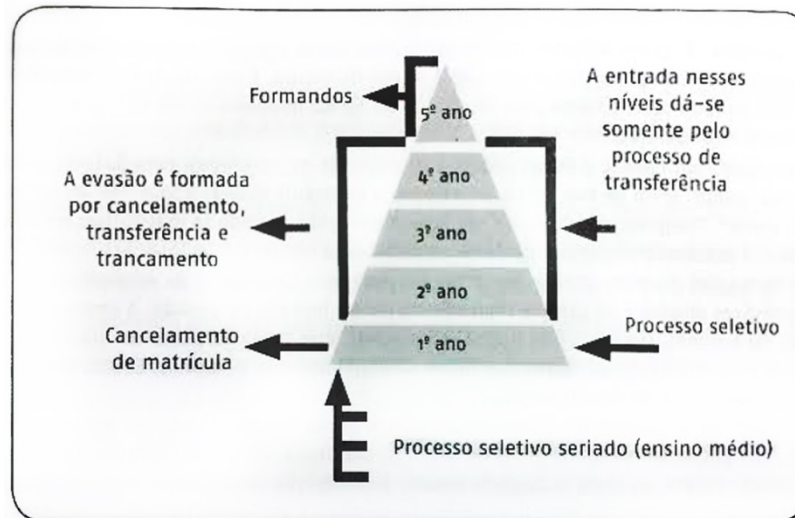 Formandos
5º ano
A entrada nesses
níveis dá-se
somente pelo
processo de
transferência
A evasão é formada
por cancelamento,
transferência e
trancamento
4º ano
3º ano
2º ano
Cancelamento
de matrícula
1º ano
Processo seletivo
Processo seletivo seriado (ensino médio)